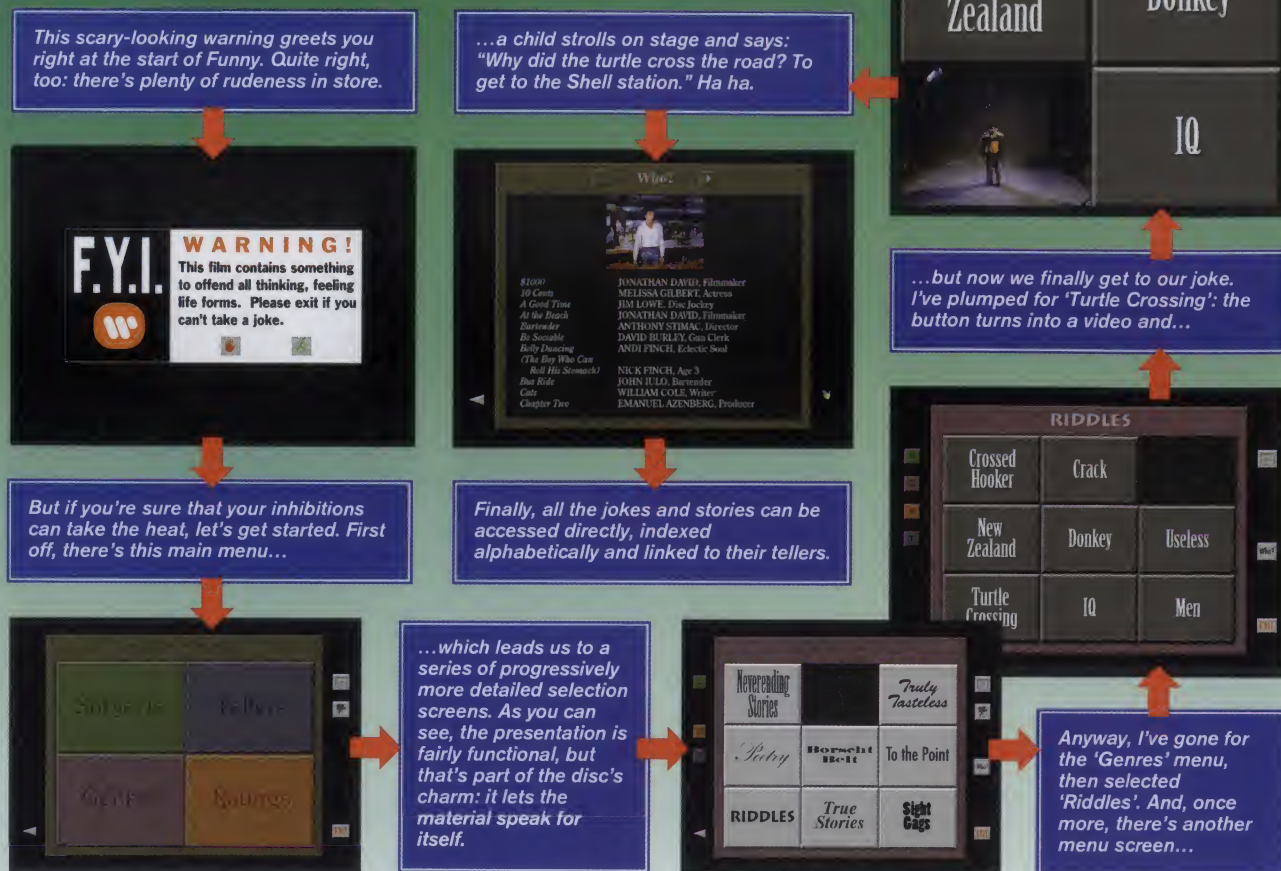 This scary-looking warning greets you
right at the start of Funny. Quite right,
too: there's plenty of rudeness in store.
F.Y.I.
WARNING!
This film contains something
to offend all thinking, feeling
life forms. Please exit if you
can't take a joke.
But if you're sure that your inhibitions
can take the heat, let's get started. First
off, there's this main menu…
Subjects
Tellers
Genres
Ratings
…which leads us to a
series of progressively
more detailed selection
screens. As you can
see, the presentation is
fairly functional, but
that's part of the disc's
charm: it lets the
material speak for
itself.
Neverending
Stories
Truly
Tasteless
Poetry
Borscht
Belt
To the Point
RIDDLES
True
Stories
Sight
Gags
Who?
Anyway, I've gone for
the 'Genres' menu,
then selected
'Riddles'. And, once
more, there's another
menu screen…
RIDDLES
Crossed
Hooker
Crack
New
Zealand
Donkey
Useless
Turtle
Crossing
IQ
Men
Who?
…but now we finally get to our joke.
I've plumped for 'Turtle Crossing': the
button turns into a video and…
Zealand
Donkey
IQ
…a child strolls on stage and says:
"Why did the turtle cross the road? To
get to the Shell station." Ha ha.
Who?
$1000 JONATHAN DAVID, Filmmaker
10 Cents MELISSA GILBERT, Actress
A Good Time JIM LOWE, Disc Jockey
At the Beach JONATHAN DAVID, Filmmaker
Bartender ANTHONY STIMAC, Director
Be Sociable DAVID BURLEY, Gun Clerk
Belly Dancing ANDI FINCH, Eclectic Soul
(The Boy Who Can
Roll His Stomach) NICK FINCH, Age 3
Bus Ride JOHN IULO, Bartender
Cats WILLIAM COLE, Writer
Chapter Two EMANUEL AZENBERG, Producer
Finally, all the jokes and stories can be
accessed directly, indexed
alphabetically and linked to their tellers.